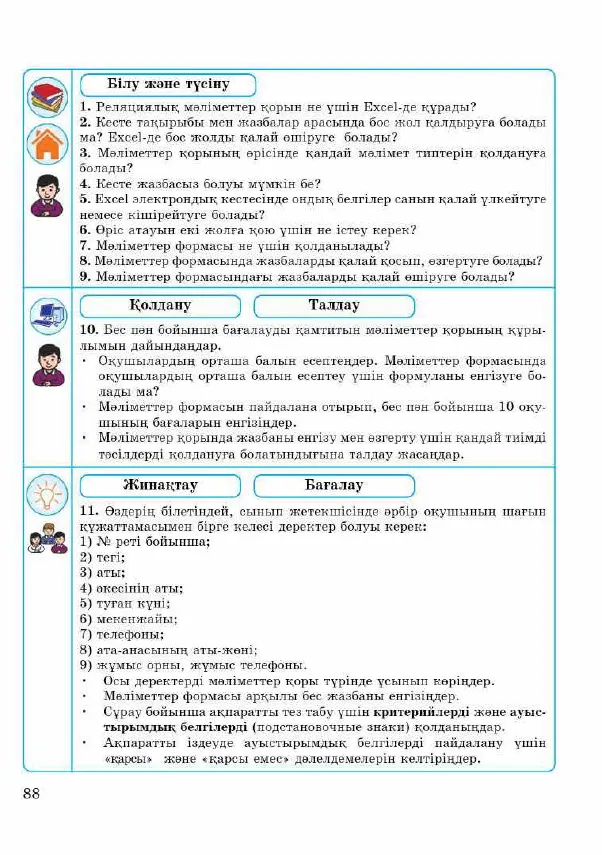 Білу және түсіну
1. Реляциялық мәліметтер қорын не үшін Excel-де құрады?
2. Кесте тақырыбы мен жазбалар арасында бос жол қалдыруға болады
ма? Excel-де бос жолды қалай өшіруге болады?
3. Мәліметтер қорының өрісінде қандай мәлімет типтерін қолдануға
болады?
4. Кесте жазбасыз болуы мүмкін бе?
5. Excel электрондық кестесінде ондық белгілер санын қалай үлкейтуге
немесе кішірейтуге болады?
6. Өріс атауын екі жолға қою үшін не істеу керек?
7. Мәліметтер формасы не үшін қолданылады?
8. Мәліметтер формасында жазбаларды қалай қосып, өзгертуге болады?
9. Мәліметтер формасындағы жазбаларды қалай өшіруге болады?
Қолдану Талдау
10. Бес пән бойынша бағалауды қамтитын мәліметтер қорының құры-
лымын дайындаңдар.
• Оқушылардың орташа балын есептеңдер. Мәліметтер формасында
оқушылардың орташа балын есептеу үшін формуланы енгізуге бо-
лады ма?
• Мәліметтер формасын пайдалана отырып, бес пән бойынша 10 оқу-
шының бағаларын енгізіңдер.
• Мәліметтер қорында жазбаны енгізу мен өзгерту үшін қандай тиімді
тәсілдерді қолдануға болатындығына талдау жасаңдар.
Жинақтау Бағалау
11. Өздерің білетіндей, сынып жетекшісінде әрбір оқушының шағын
құжаттамасымен бірге келесі деректер болуы керек:
1) № реті бойынша;
2) тегі;
3) аты;
4) әкесінің аты;
5) туған күні;
6) мекенжайы;
7) телефоны;
8) ата-анасының аты-жөні;
9) жұмыс орны, жұмыс телефоны.
• Осы деректерді мәліметтер қоры түрінде ұсынып көріңдер.
• Мәліметтер формасы арқылы бес жазбаны енгізіңдер.
• Сұрау бойынша ақпаратты тез табу үшін критерийлерді және ауыс-
тырымдық белгілерді (подстановочные знаки) қолданыңдар.
• Ақпаратты іздеуде ауыстырымдық белгілерді пайдалану үшін
«қарсы» және «қарсы емес» дәлелдемелерін келтіріңдер.
88